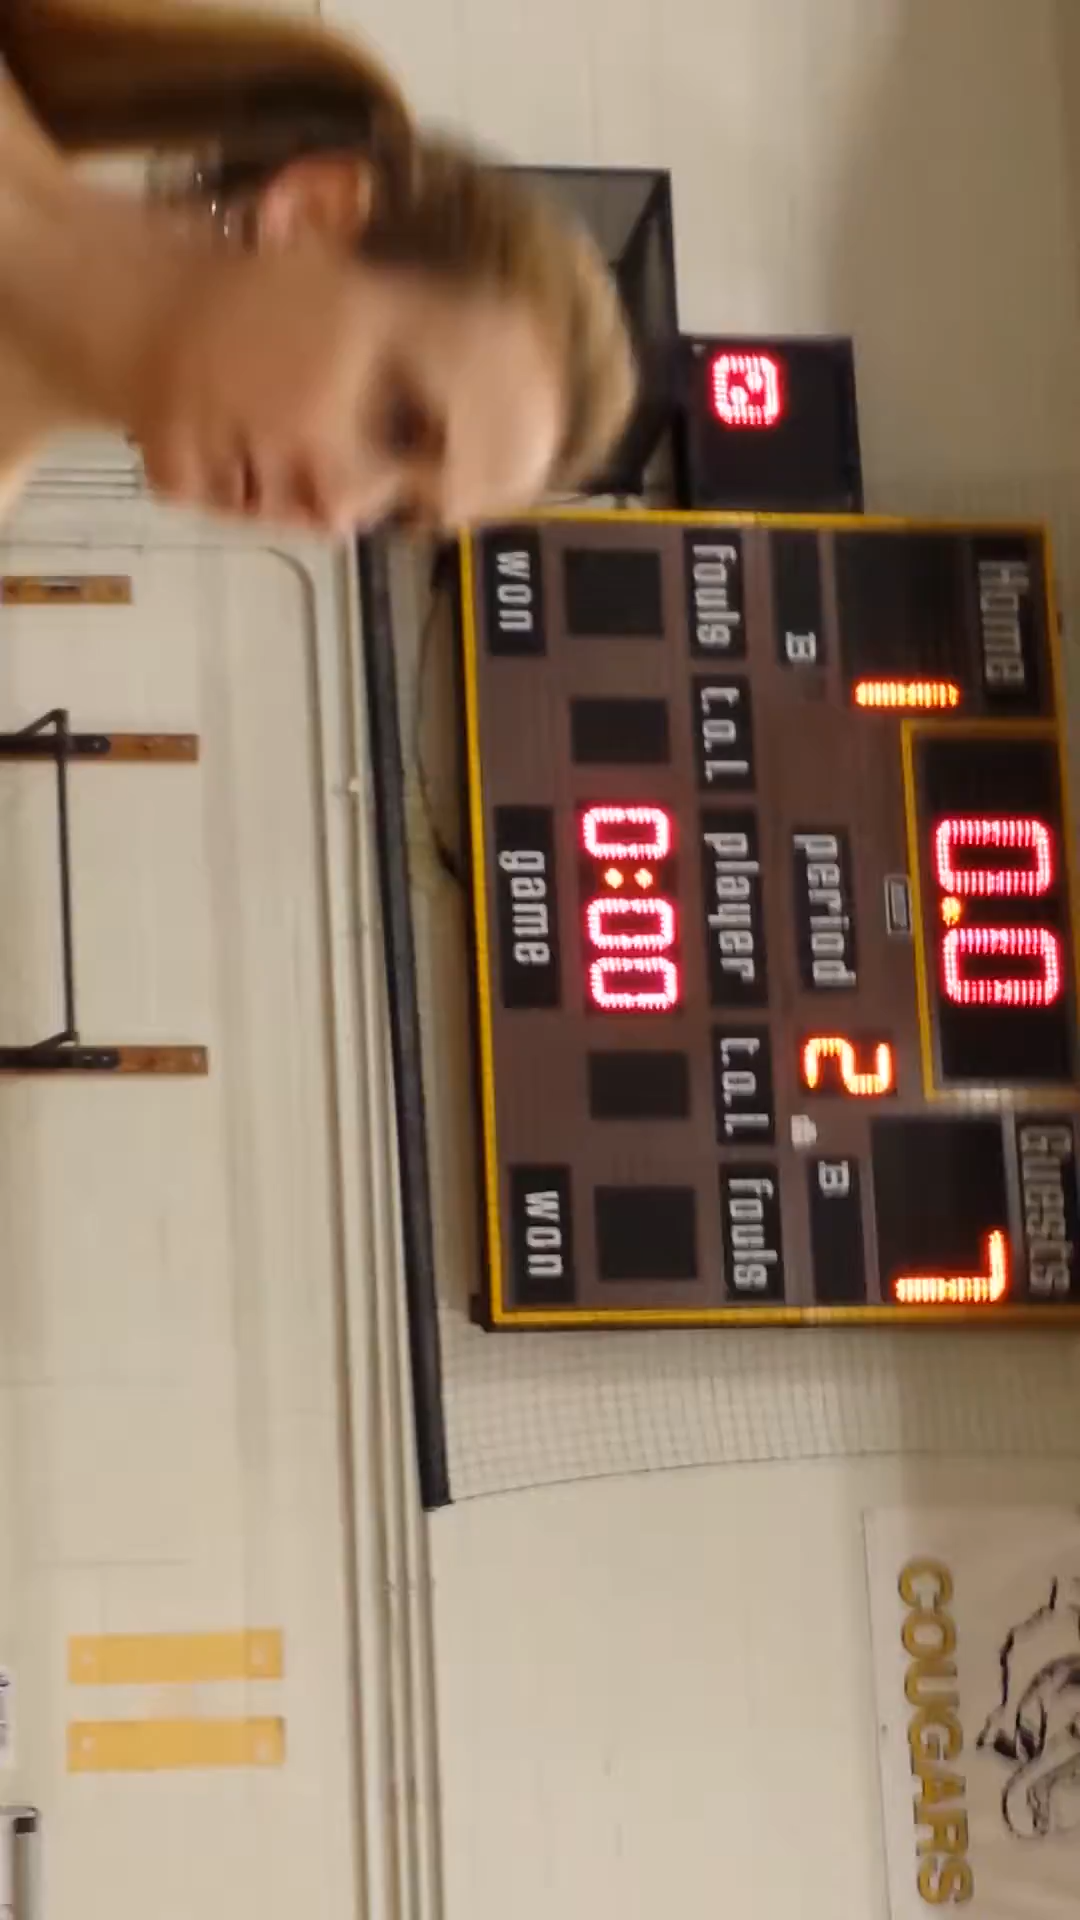 Home
0.0
Guests
1
7
period 2
B
B
fouls
t.o.l.
player
t.o.l.
fouls
0:00
won
game
won
COUGARS